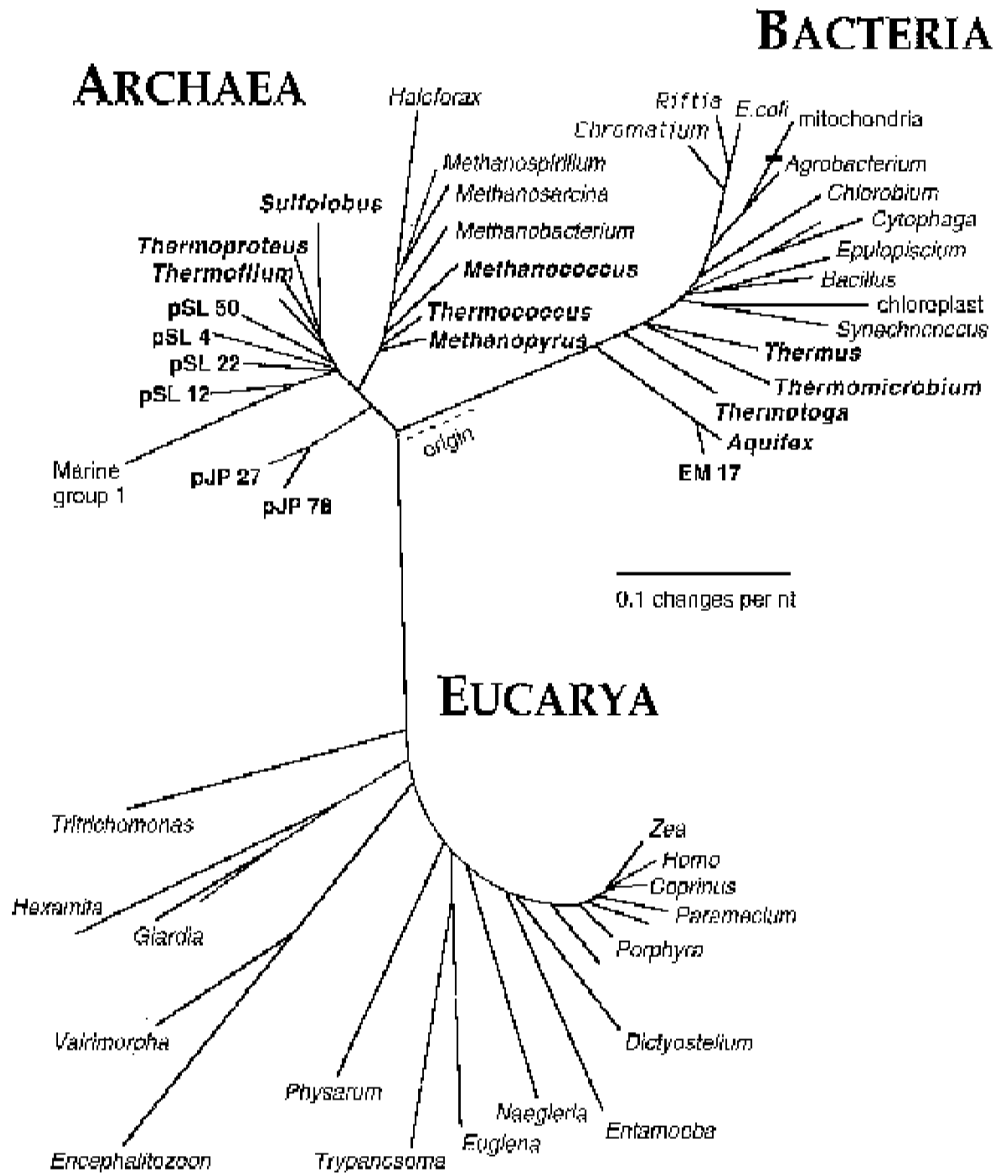 BACTERIA
ARCHAEA
Haloferax
Riftia
E.coli
mitochondria
Chromatium
Methanospirillum
Agrobacterium
Methanosarcina
Chlorobium
Sulfolobus
Cytophaga
Methanobacterium
Thermoproteus
Epulopiscium
Thermofilum
Methanococcus
Bacillus
pSL 50
chloroplast
Thermococcus
Synechococcus
pSL 4
Methanopyrus
Thermus
pSL 22
Thermomicrobium
pSL 12
Thermotoga
origin
Aquifex
Marine
group 1
pJP 27
EM 17
pJP 78
0.1 changes per nt
EUCARYA
Tritrichomonas
Zea
Homo
Coprinus
Hexamita
Paramecium
Giardia
Porphyra
Vairimorpha
Dictyostelium
Physarum
Naegleria
Entamoeba
Euglena
Encephalitozoon
Trypanosoma